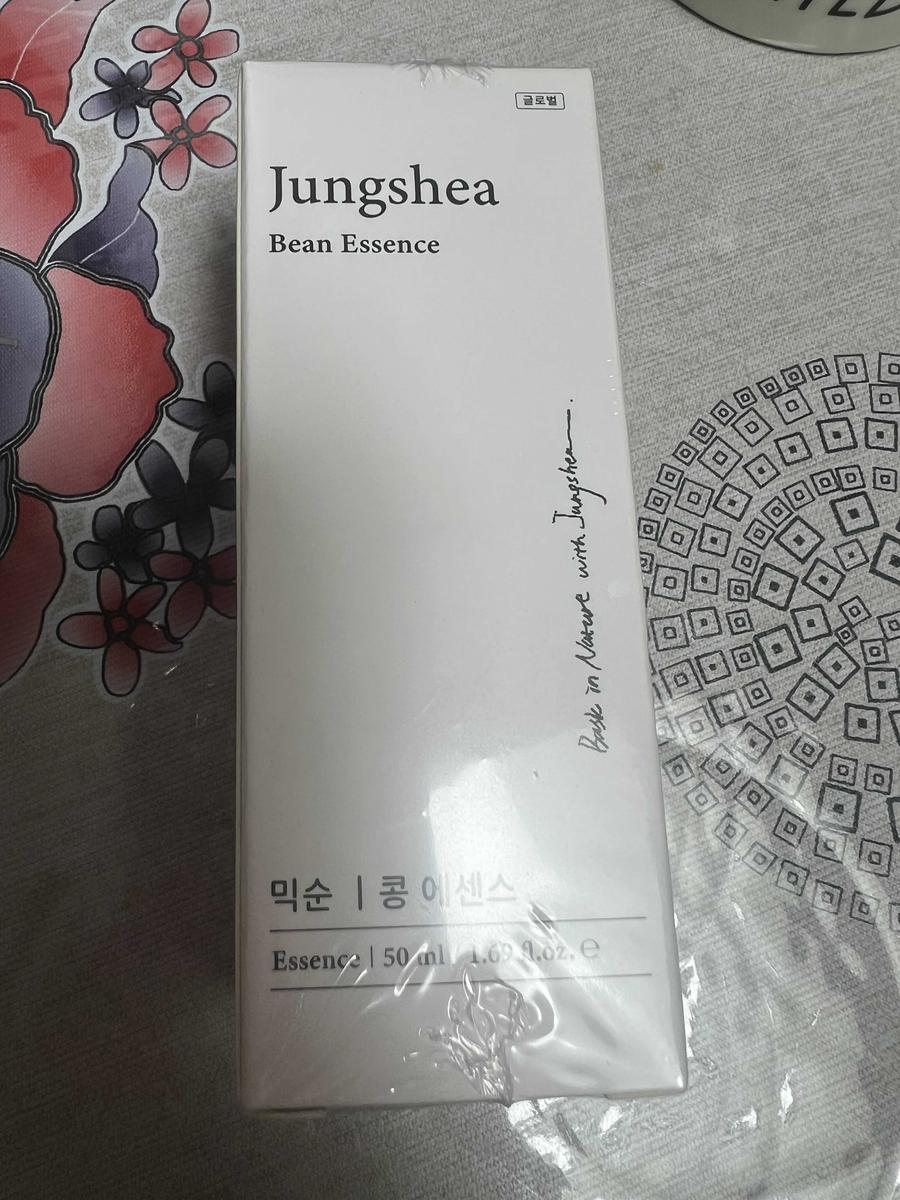 글로벌
Jungshea
Bean Essence
Bask in Nature with Jungshea
믹순 | 콩 에센스
Essence | 50 ml / 1.69 fl.oz. ℮